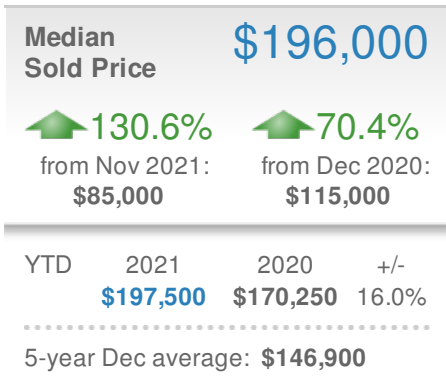 Median
Sold Price
$196,000
130.6%
from Nov 2021:
$85,000
70.4%
from Dec 2020:
$115,000
YTD 2021 2020 +/-
$197,500 $170,250 16.0%
5-year Dec average: $146,900